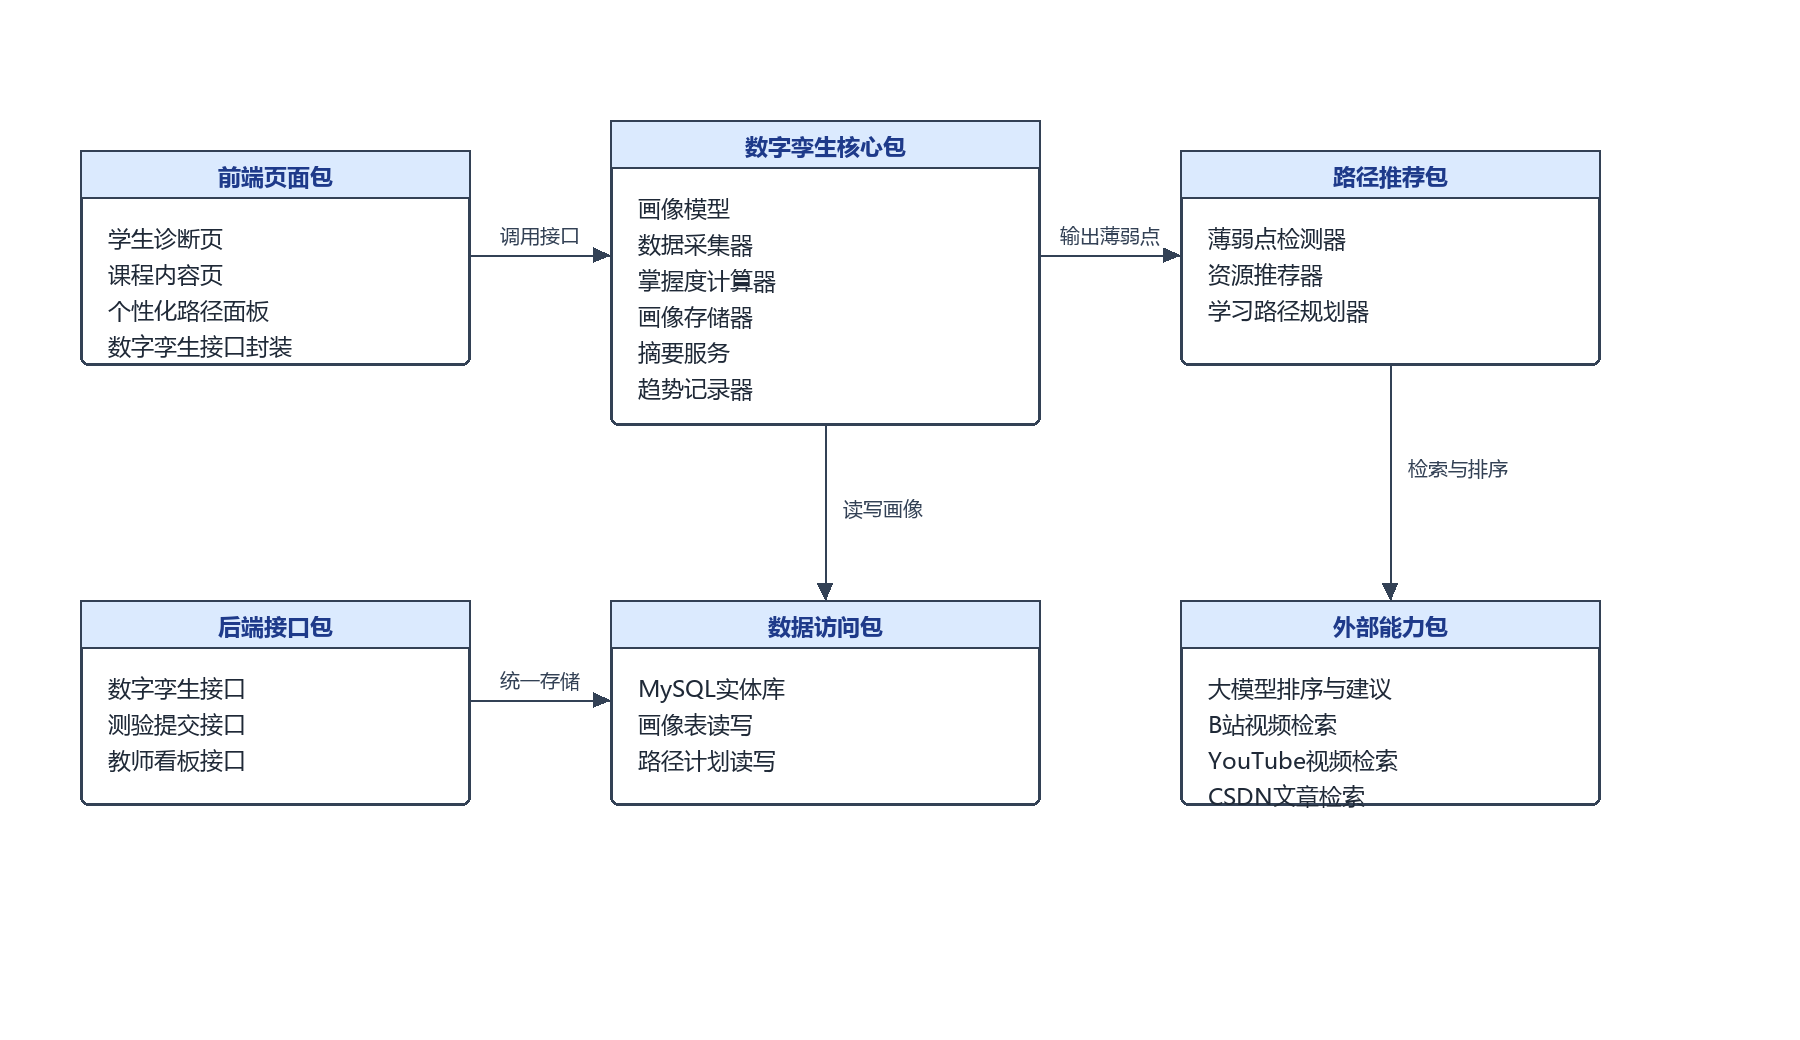 前端页面包
学生诊断页
课程内容页
个性化路径面板
数字孪生接口封装
调用接口
数字孪生核心包
画像模型
数据采集器
掌握度计算器
画像存储器
摘要服务
趋势记录器
输出薄弱点
路径推荐包
薄弱点检测器
资源推荐器
学习路径规划器
读写画像
检索与排序
后端接口包
数字孪生接口
测验提交接口
教师看板接口
统一存储
数据访问包
MySQL实体库
画像表读写
路径计划读写
外部能力包
大模型排序与建议
B站视频检索
YouTube视频检索
CSDN文章检索